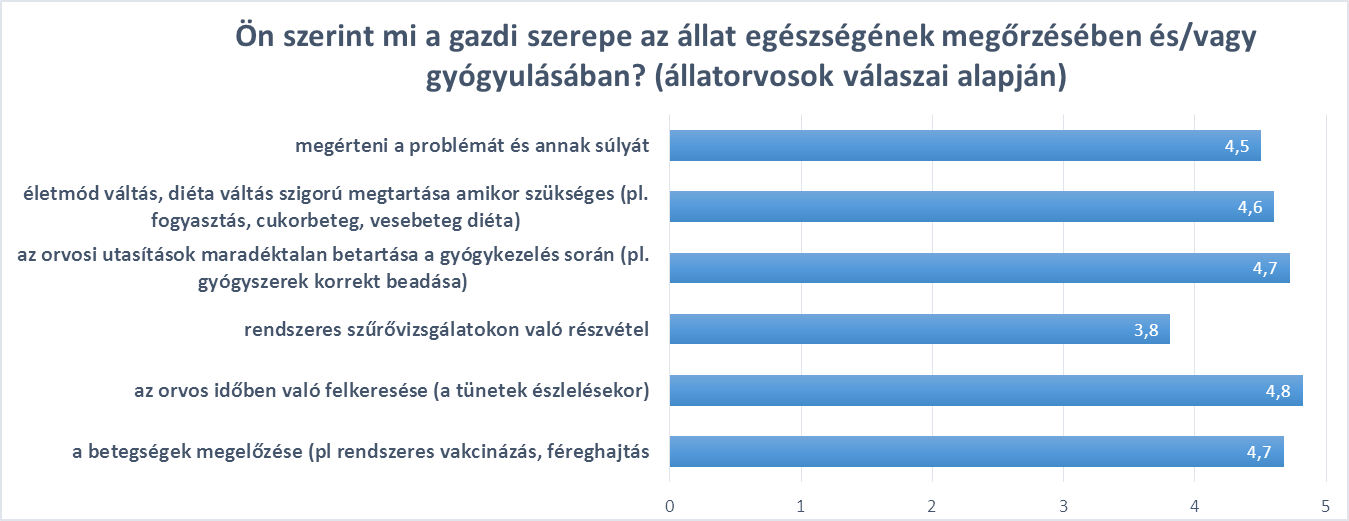 Ön szerint mi a gazdi szerepe az állat egészségének megőrzésében és/vagy
gyógyulásában? (állatorvosok válaszai alapján)
megérteni a problémát és annak súlyát
4,5
életmód váltás, diéta váltás szigorú megtartása amikor szükséges (pl.
fogyasztás, cukorbeteg, vesebeteg diéta)
4,6
az orvosi utasítások maradéktalan betartása a gyógykezelés során (pl.
gyógyszerek korrekt beadása)
4,7
rendszeres szűrővizsgálatokon való részvétel
3,8
az orvos időben való felkeresése (a tünetek észlelésekor)
4,8
a betegségek megelőzése (pl rendszeres vakcinázás, féreghajtás
4,7
0 1 2 3 4 5